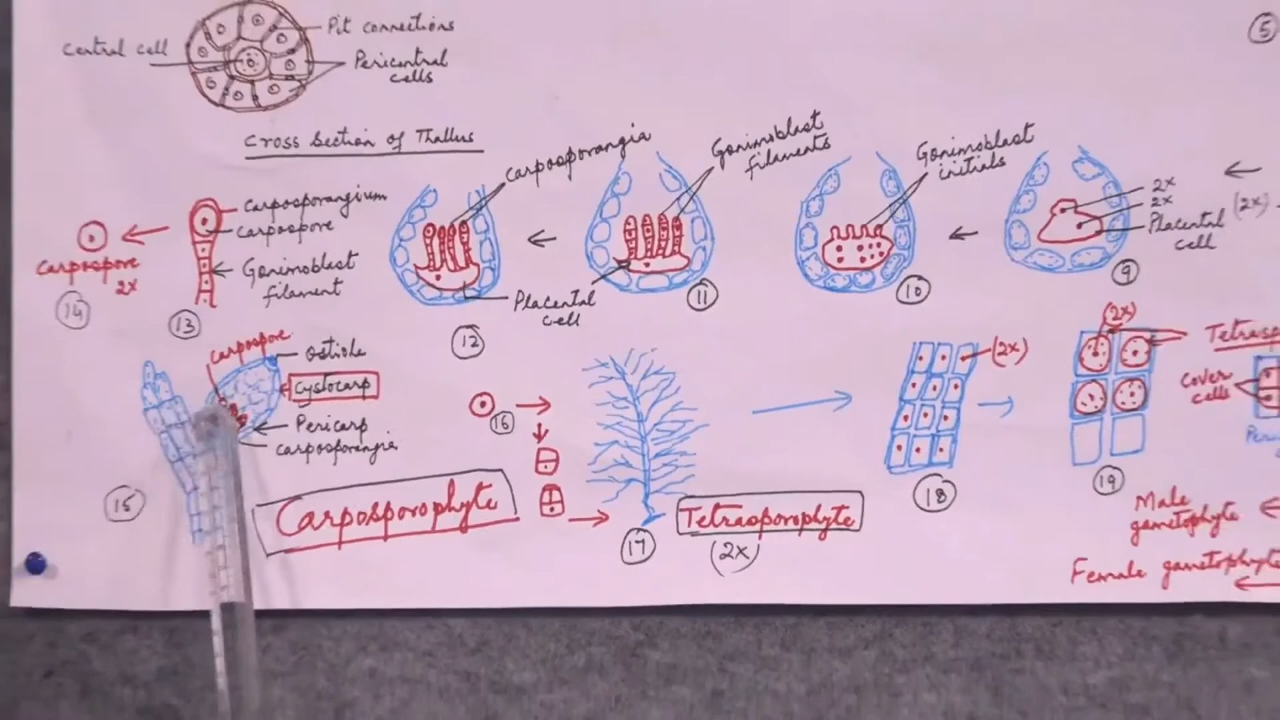 5
Pit connections
Central cell
Pericentral
cells
Cross Section of Thallus
carposporangia
Gonimoblast
filaments
Gonimoblast
initials
2x
2x
(2x)
Placental
cell
9
10
11
Placental
cell
12
Carposporangium
carpospore
Gonimoblast
filament
13
carpospore
2x
14
carpospore
Ostiole
Cystocarp
Pericarp
carposporangia
15
16
Carposporophyte
17
Tetrasporophyte
(2x)
(2x)
18
(2x)
Cover
cells
19
Male
gametophyte
Female gametophyte